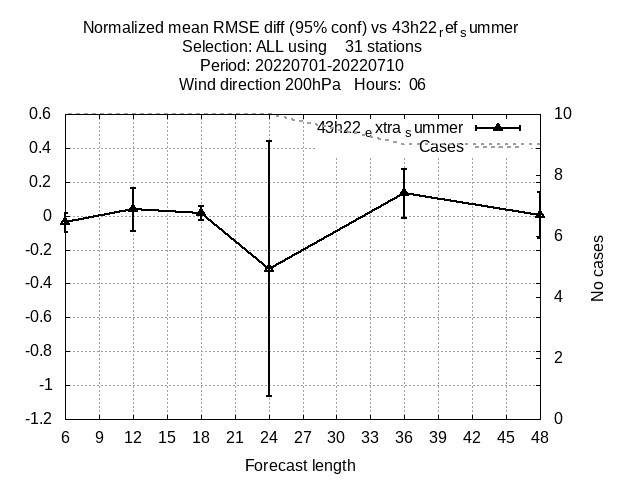 Normalized mean RMSE diff (95% conf) vs 43h22refsummer
Selection: ALL using 31 stations
Period: 20220701-20220710
Wind direction 200hPa Hours: 06
43h22extrasummer
Cases
0.6
0.4
0.2
0
-0.2
-0.4
-0.6
-0.8
-1
-1.2
10
8
6
4
2
0
No cases
6 9 12 15 18 21 24 27 30 33 36 39 42 45 48
Forecast length